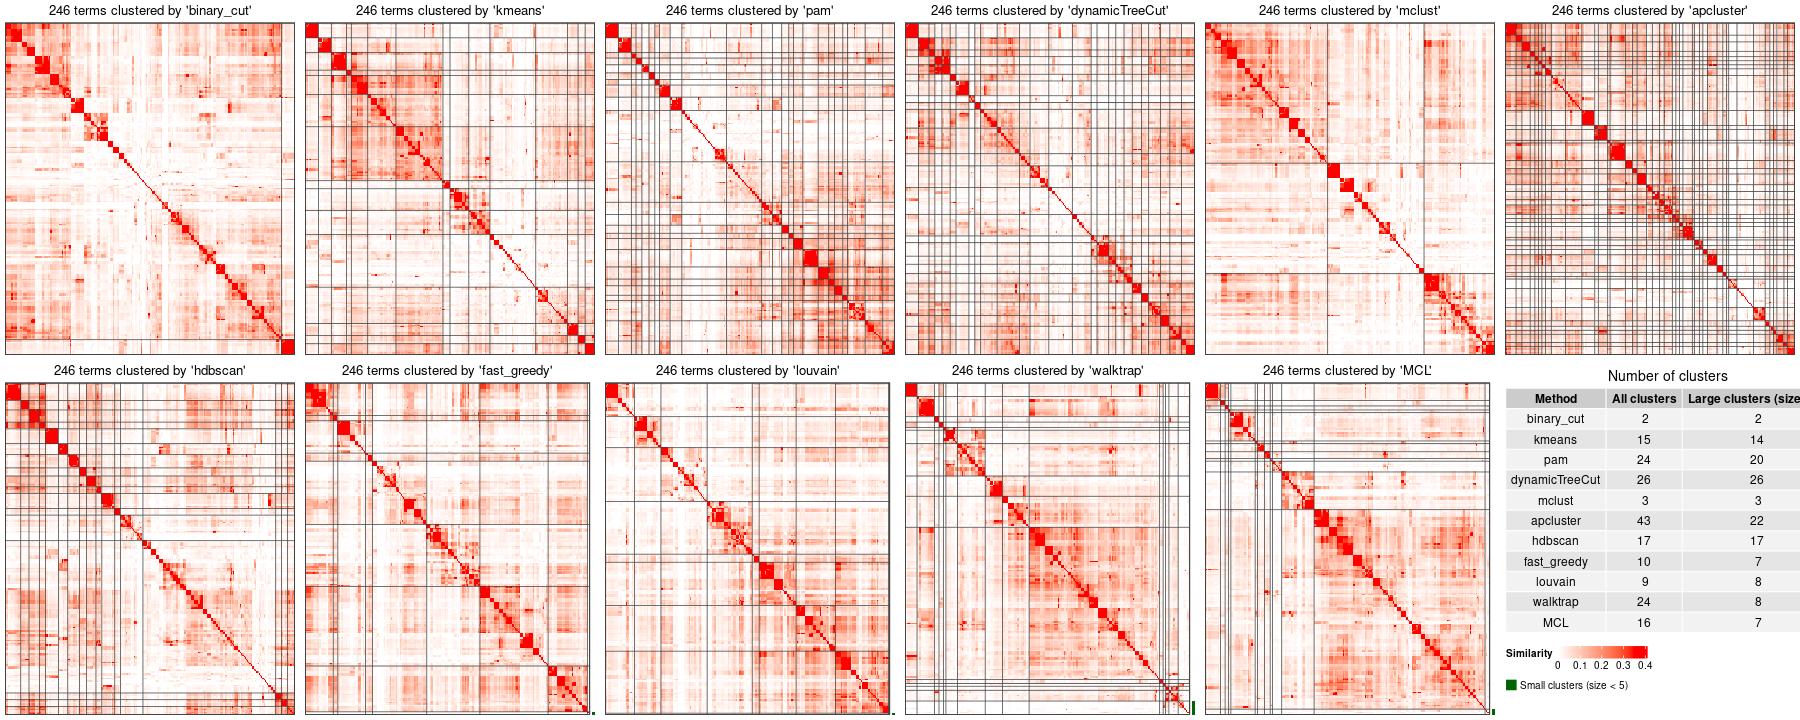 246 terms clustered by 'binary_cut'
246 terms clustered by 'kmeans'
246 terms clustered by 'pam'
246 terms clustered by 'dynamicTreeCut'
246 terms clustered by 'mclust'
246 terms clustered by 'apcluster'
246 terms clustered by 'hdbscan'
246 terms clustered by 'fast_greedy'
246 terms clustered by 'louvain'
246 terms clustered by 'walktrap'
246 terms clustered by 'MCL'
Number of clusters
Method All clusters Large clusters (size
binary_cut 2 2
kmeans 15 14
pam 24 20
dynamicTreeCut 26 26
mclust 3 3
apcluster 43 22
hdbscan 17 17
fast_greedy 10 7
louvain 9 8
walktrap 24 8
MCL 16 7
Similarity
0 0.1 0.2 0.3 0.4
Small clusters (size < 5)